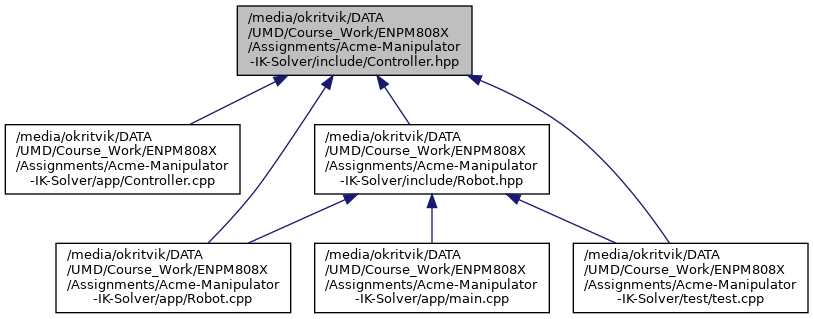 /media/okritvik/DATA
/UMD/Course_Work/ENPM808X
/Assignments/Acme-Manipulator
-IK-Solver/include/Controller.hpp
/media/okritvik/DATA
/UMD/Course_Work/ENPM808X
/Assignments/Acme-Manipulator
-IK-Solver/app/Controller.cpp
/media/okritvik/DATA
/UMD/Course_Work/ENPM808X
/Assignments/Acme-Manipulator
-IK-Solver/include/Robot.hpp
/media/okritvik/DATA
/UMD/Course_Work/ENPM808X
/Assignments/Acme-Manipulator
-IK-Solver/app/Robot.cpp
/media/okritvik/DATA
/UMD/Course_Work/ENPM808X
/Assignments/Acme-Manipulator
-IK-Solver/app/main.cpp
/media/okritvik/DATA
/UMD/Course_Work/ENPM808X
/Assignments/Acme-Manipulator
-IK-Solver/test/test.cpp